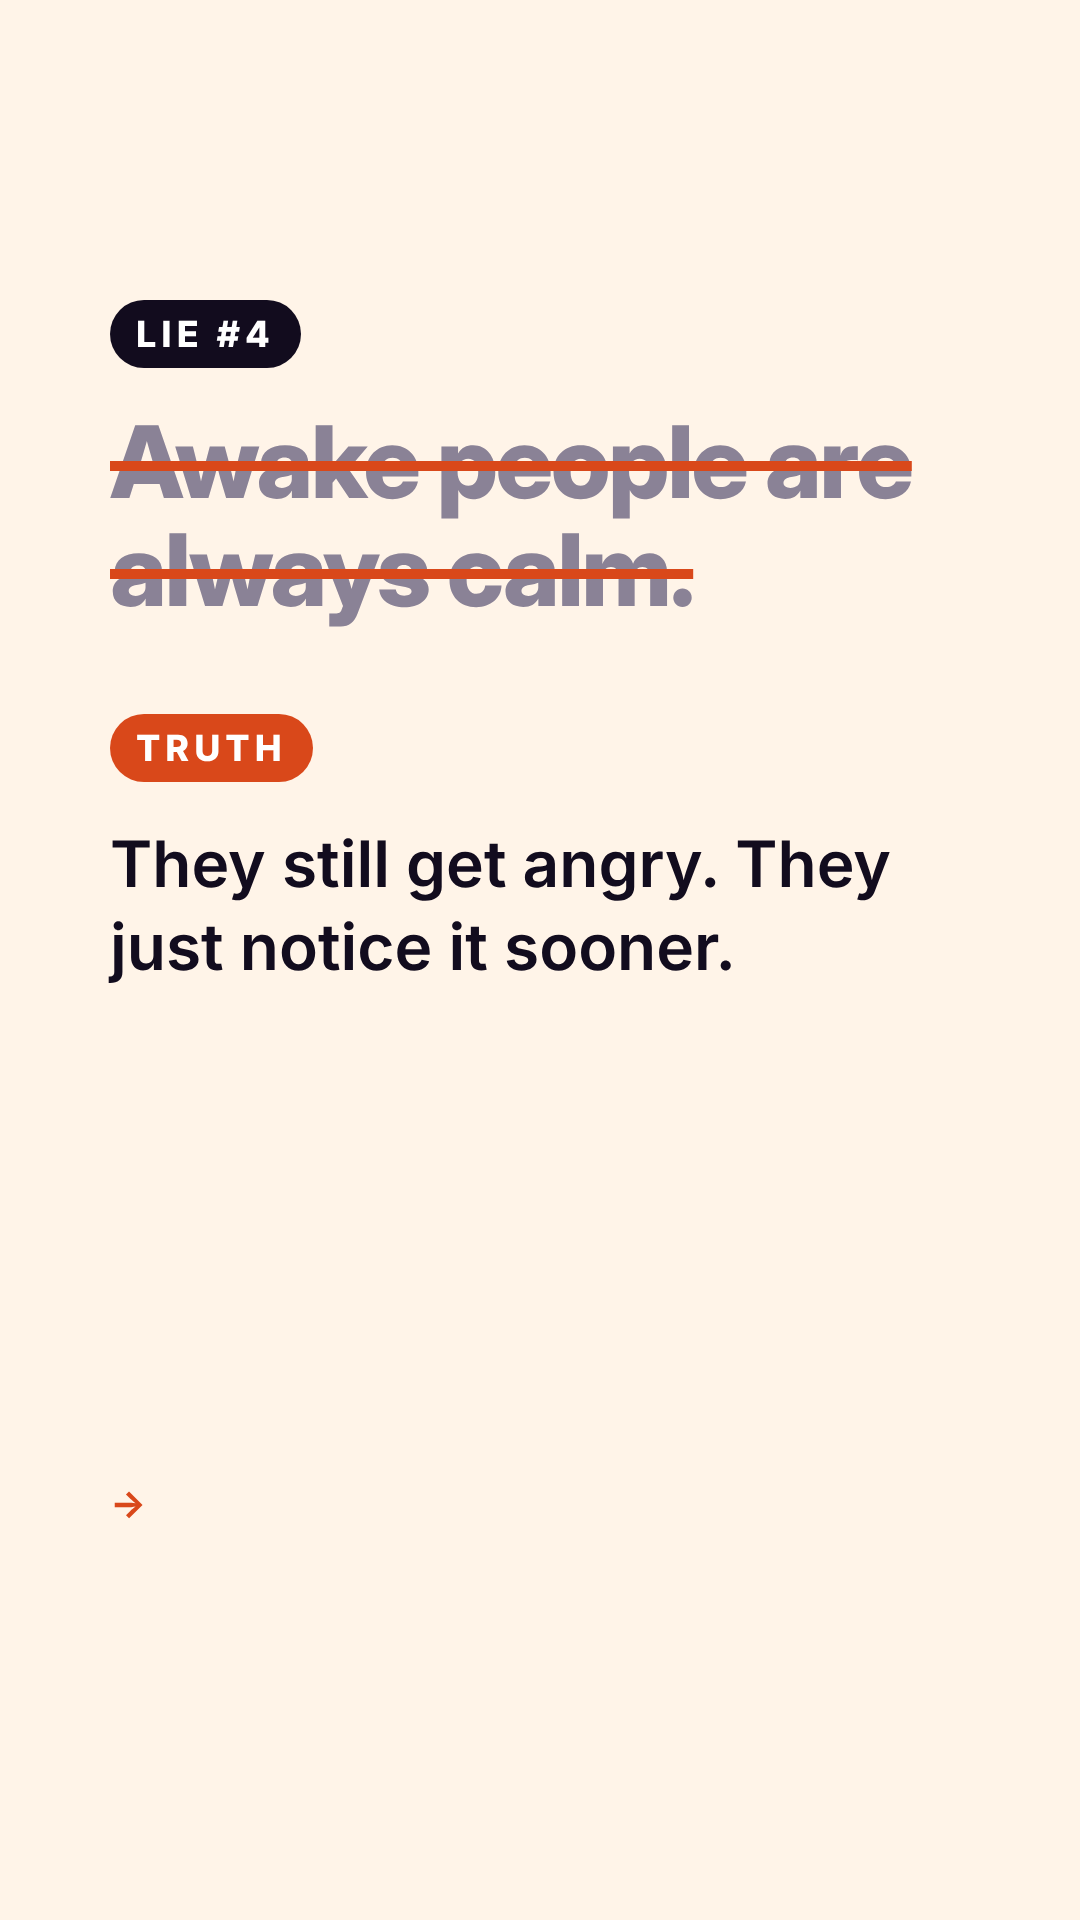 LIE #4
Awake people are
always calm.
TRUTH
They still get angry. They
just notice it sooner.
→